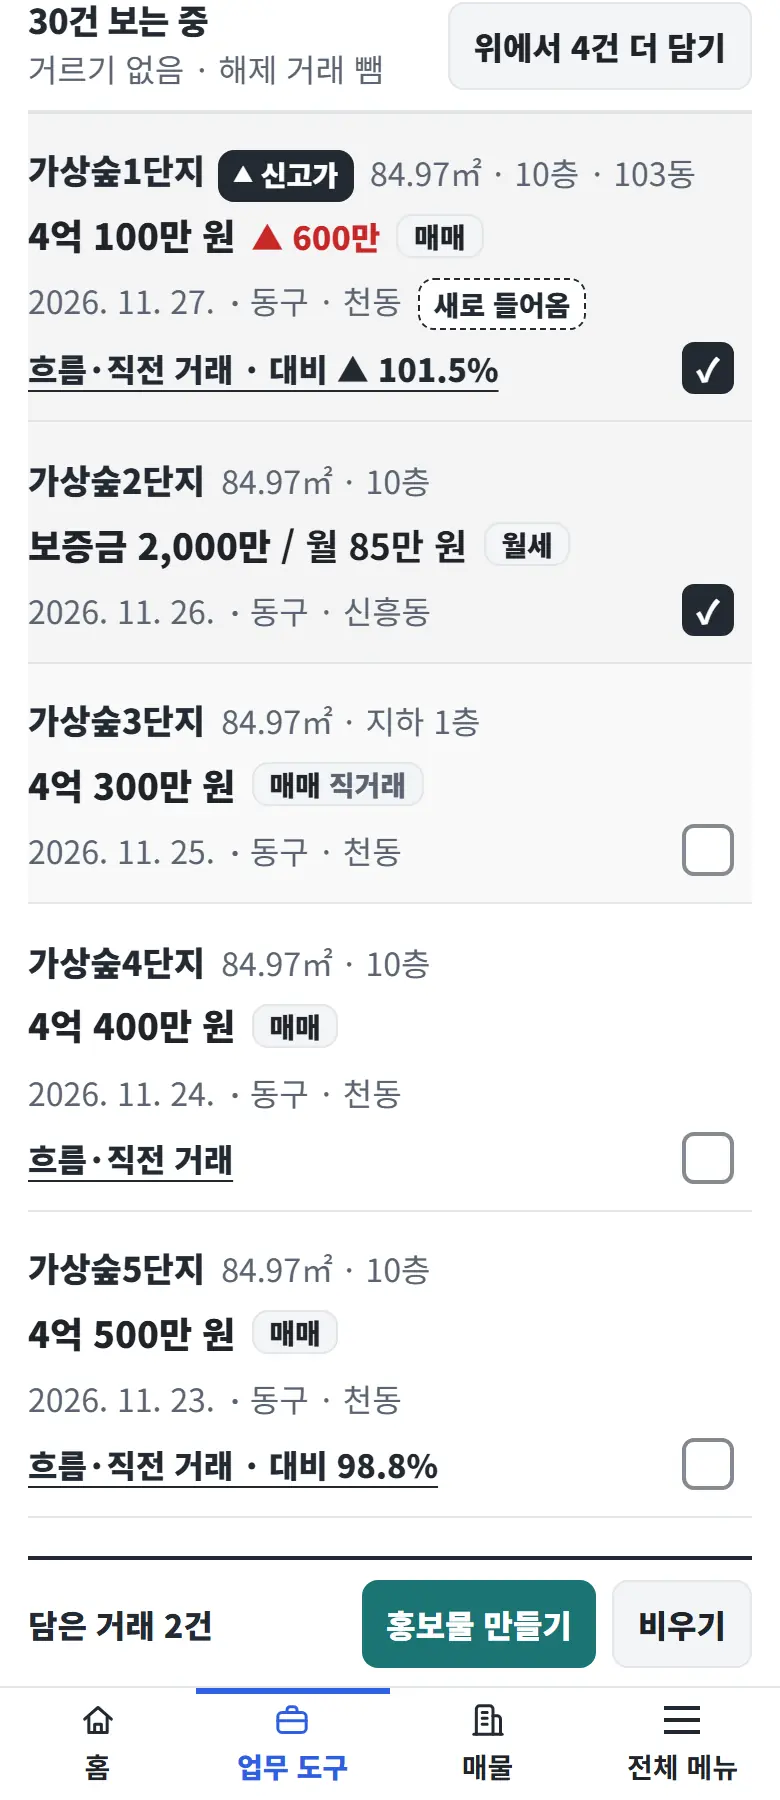 30건 보는 중
거르기 없음 · 해제 거래 뺌
위에서 4건 더 담기
가상숲1단지 ▲ 신고가 84.97㎡ · 10층 · 103동
4억 100만 원 ▲ 600만 매매
2026. 11. 27. · 동구 · 천동 새로 들어옴
흐름·직전 거래 · 대비 ▲ 101.5%
가상숲2단지 84.97㎡ · 10층
보증금 2,000만 / 월 85만 원 월세
2026. 11. 26. · 동구 · 신흥동
가상숲3단지 84.97㎡ · 지하 1층
4억 300만 원 매매 직거래
2026. 11. 25. · 동구 · 천동
가상숲4단지 84.97㎡ · 10층
4억 400만 원 매매
2026. 11. 24. · 동구 · 천동
흐름·직전 거래
가상숲5단지 84.97㎡ · 10층
4억 500만 원 매매
2026. 11. 23. · 동구 · 천동
흐름·직전 거래 · 대비 98.8%
담은 거래 2건 홍보물 만들기 비우기
홈 업무 도구 매물 전체 메뉴